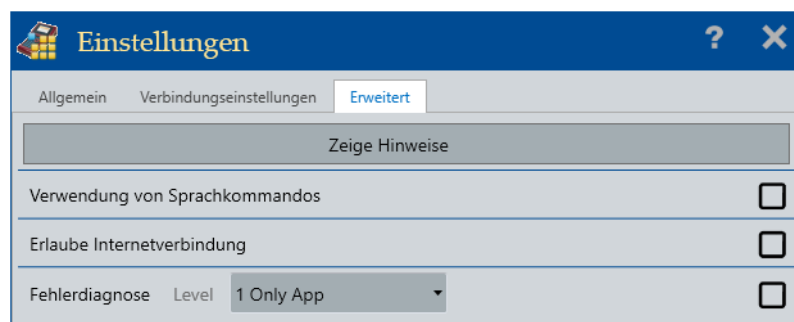 Einstellungen ?
Allgemein Verbindungseinstellungen Erweitert
Zeige Hinweise
Verwendung von Sprachkommandos
Erlaube Internetverbindung
Fehlerdiagnose Level 1 Only App